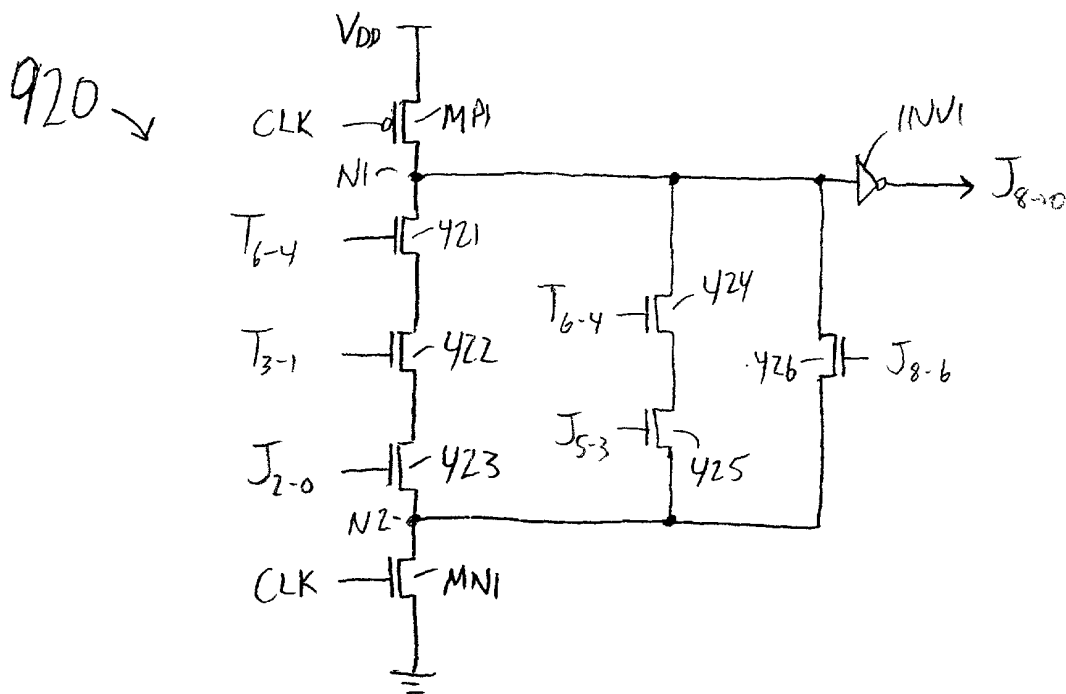 920
VDD
CLK
MP1
N1
INV1
J8-0
T6-4
421
T6-4
424
T3-1
422
426
J8-6
J5-3
425
J2-0
423
N2
CLK
MN1